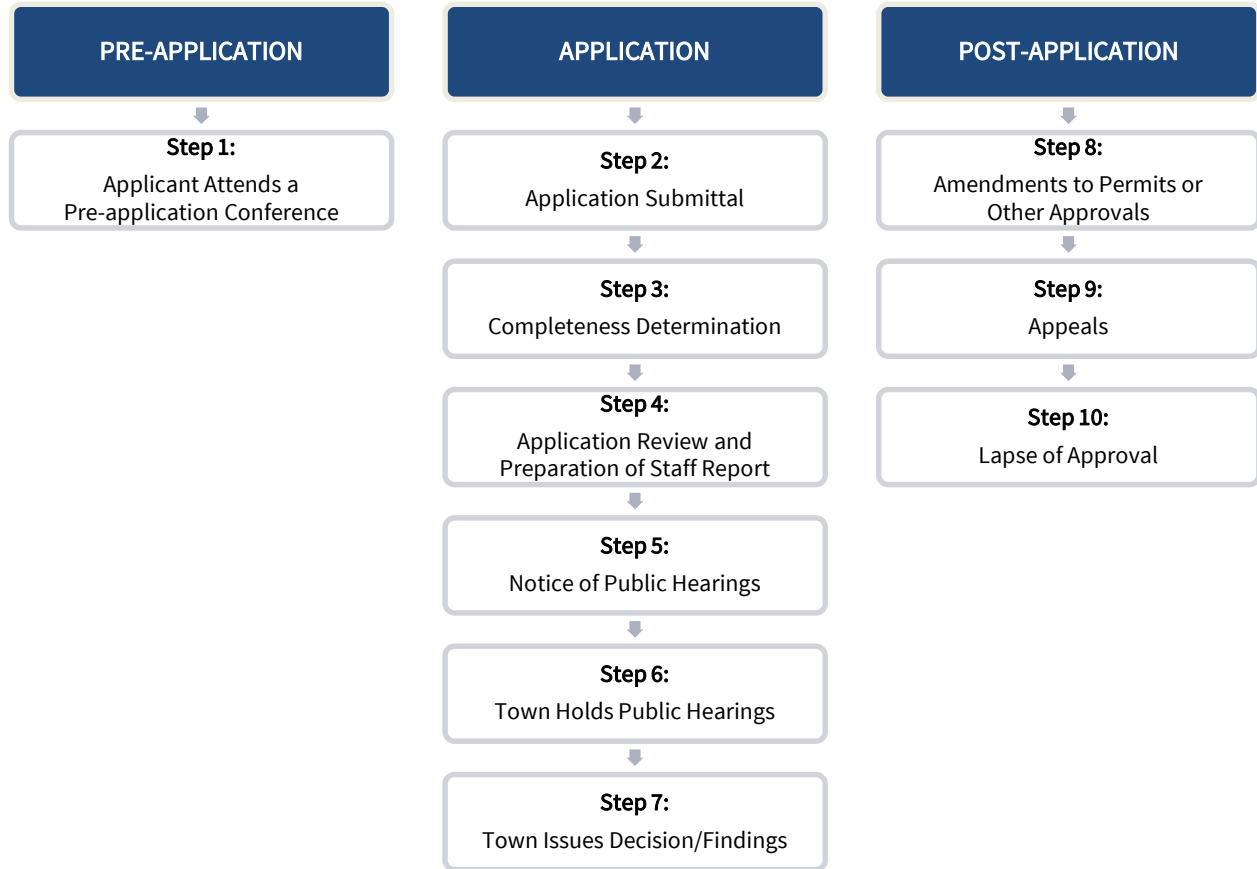 PRE-APPLICATION
Step 1:
Applicant Attends a
Pre-application Conference
APPLICATION
Step 2:
Application Submittal
Step 3:
Completeness Determination
Step 4:
Application Review and
Preparation of Staff Report
Step 5:
Notice of Public Hearings
Step 6:
Town Holds Public Hearings
Step 7:
Town Issues Decision/Findings
POST-APPLICATION
Step 8:
Amendments to Permits or
Other Approvals
Step 9:
Appeals
Step 10:
Lapse of Approval